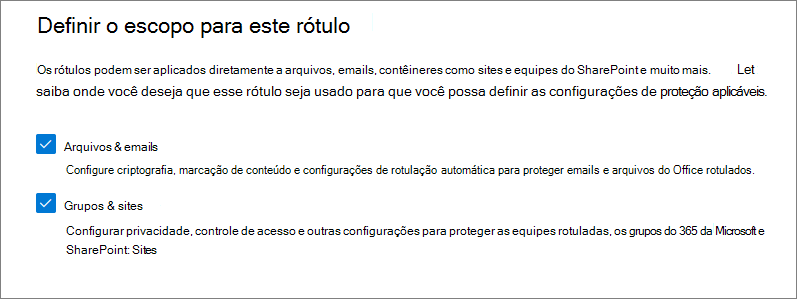 Definir o escopo para este rótulo
Os rótulos podem ser aplicados diretamente a arquivos, emails, contêineres como sites e equipes do SharePoint e muito mais. Let
saiba onde você deseja que esse rótulo seja usado para que você possa definir as configurações de proteção aplicáveis.
Arquivos & emails
Configure criptografia, marcação de conteúdo e configurações de rotulação automática para proteger emails e arquivos do Office rotulados.
Grupos & sites
Configurar privacidade, controle de acesso e outras configurações para proteger as equipes rotuladas, os grupos do 365 da Microsoft e
SharePoint: Sites